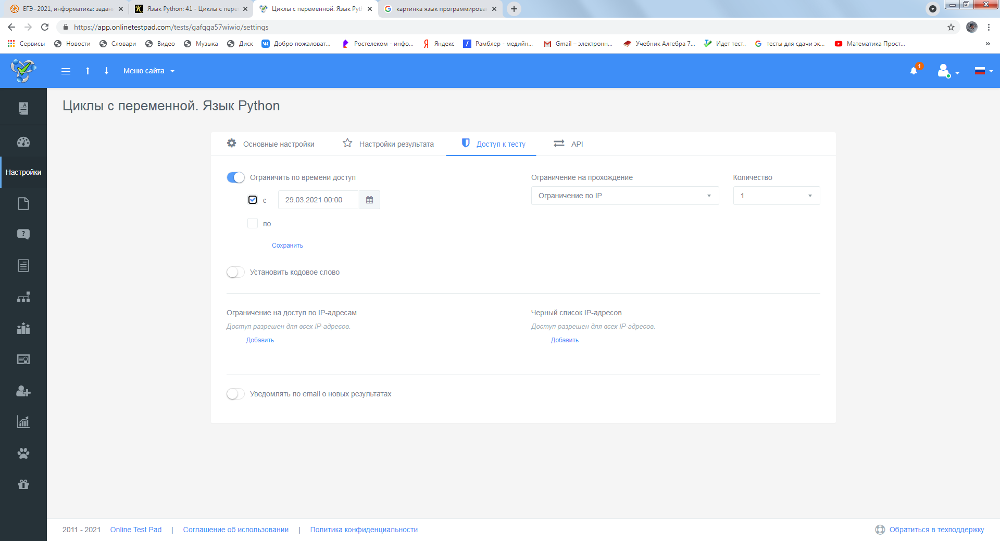 ЕГЭ–2021, информатика: задан
Язык Python: 41 - Циклы с пере
Циклы с переменной. Язык Pyth
картинка язык программирова
https://app.onlinetestpad.com/tests/gafqga57wiwio/settings
Сервисы Новости Словари Видео Музыка Диск Добро пожаловат... Ростелеком - инфо... Яндекс Рамблер - медийн... Gmail – электронн... Учебник Алгебра 7... Идет тест.. тесты для сдачи эк... Математика Прост... »
Меню сайта
1
Циклы с переменной. Язык Python
Настройки
Основные настройки Настройки результата Доступ к тесту API
Ограничить по времени доступ
с 29.03.2021 00:00
по
Сохранить
Ограничение на прохождение Количество
Ограничение по IP 1
Установить кодовое слово
Ограничение на доступ по IP-адресам
Доступ разрешен для всех IP-адресов.
Добавить
Черный список IP-адресов
Доступ разрешен для всех IP-адресов.
Добавить
Уведомлять по email о новых результатах
2011 - 2021 Online Test Pad | Соглашение об использовании | Политика конфиденциальности
Обратиться в техподдержку